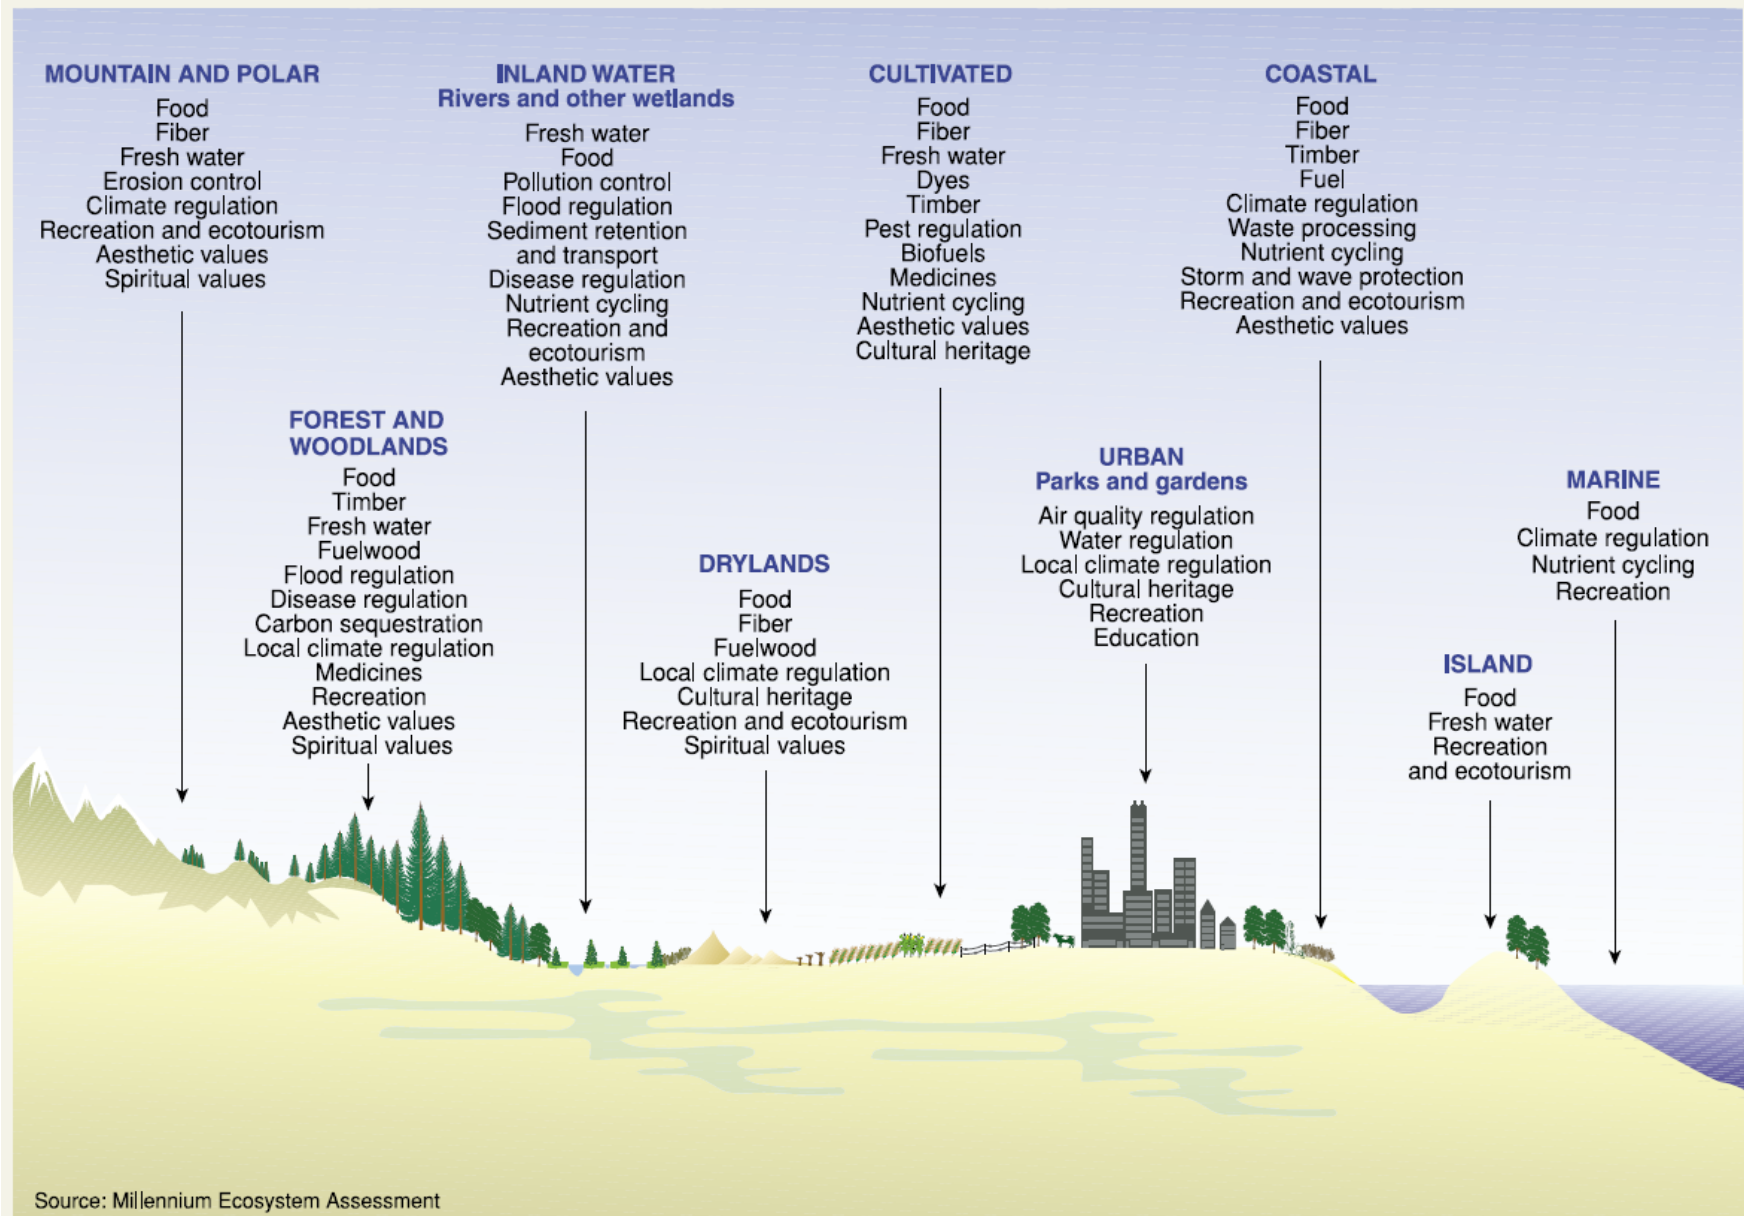 MOUNTAIN AND POLAR
Food
Fiber
Fresh water
Erosion control
Climate regulation
Recreation and ecotourism
Aesthetic values
Spiritual values
FOREST AND
WOODLANDS
Food
Timber
Fresh water
Fuelwood
Flood regulation
Disease regulation
Carbon sequestration
Local climate regulation
Medicines
Recreation
Aesthetic values
Spiritual values
INLAND WATER
Rivers and other wetlands
Fresh water
Food
Pollution control
Flood regulation
Sediment retention
and transport
Disease regulation
Nutrient cycling
Recreation and
ecotourism
Aesthetic values
DRYLANDS
Food
Fiber
Fuelwood
Local climate regulation
Cultural heritage
Recreation and ecotourism
Spiritual values
CULTIVATED
Food
Fiber
Fresh water
Dyes
Timber
Pest regulation
Biofuels
Medicines
Nutrient cycling
Aesthetic values
Cultural heritage
URBAN
Parks and gardens
Air quality regulation
Water regulation
Local climate regulation
Cultural heritage
Recreation
Education
COASTAL
Food
Fiber
Timber
Fuel
Climate regulation
Waste processing
Nutrient cycling
Storm and wave protection
Recreation and ecotourism
Aesthetic values
ISLAND
Food
Fresh water
Recreation
and ecotourism
MARINE
Food
Climate regulation
Nutrient cycling
Recreation
Source: Millennium Ecosystem Assessment